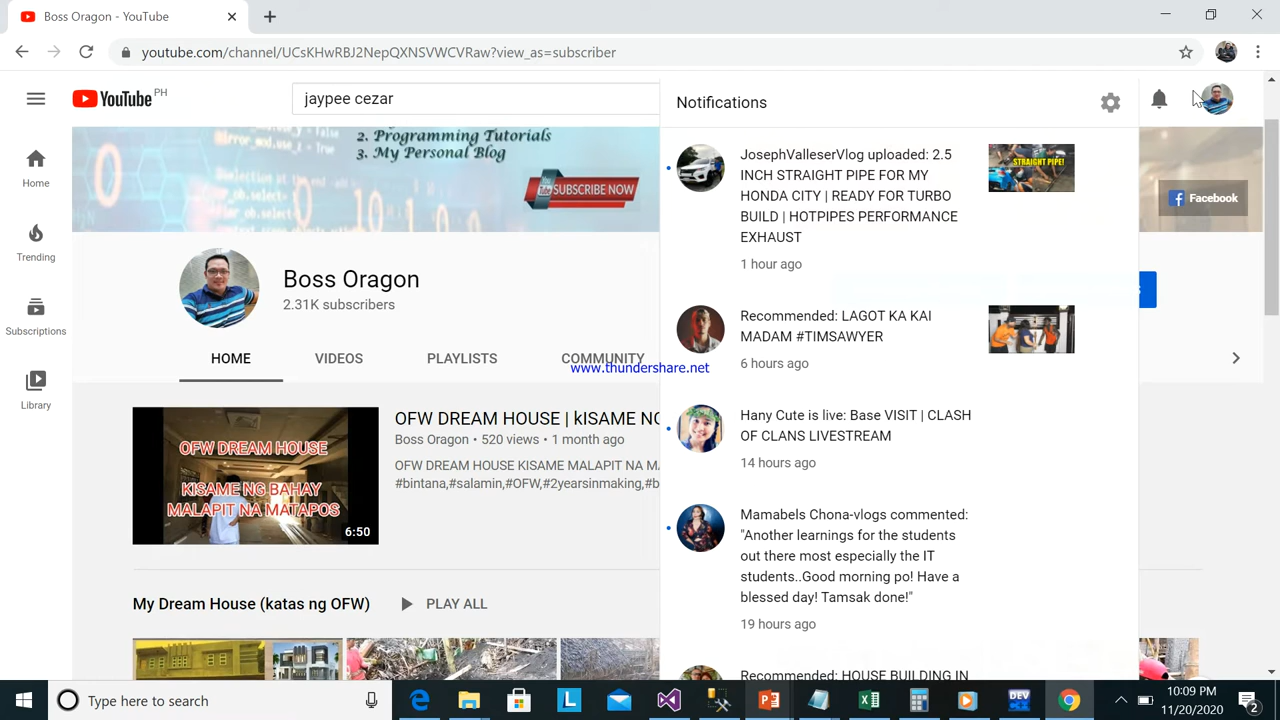 Boss Oragon - YouTube
youtube.com/channel/UCsKHwRBJ2NepQXNSVWCVRaw?view_as=subscriber
YouTube PH
jaypee cezar
Notifications
2. Programming Tutorials
3. My Personal Blog
SUBSCRIBE NOW
Facebook
Home
Trending
Subscriptions
Library
Boss Oragon
2.31K subscribers
HOME VIDEOS PLAYLISTS COMMUNITY
www.thundershare.net
OFW DREAM HOUSE
KISAME NG BAHAY
MALAPIT NA MATAPOS
6:50
OFW DREAM HOUSE | kISAME NG
Boss Oragon • 520 views • 1 month ago
OFW DREAM HOUSE KISAME MALAPIT NA MA
#bintana,#salamin,#OFW,#2yearsinmaking,#b
My Dream House (katas ng OFW) PLAY ALL
JosephValleserVlog uploaded: 2.5
INCH STRAIGHT PIPE FOR MY
HONDA CITY | READY FOR TURBO
BUILD | HOTPIPES PERFORMANCE
EXHAUST
1 hour ago
STRAIGHT PIPE!
Recommended: LAGOT KA KAI
MADAM #TIMSAWYER
6 hours ago
Hany Cute is live: Base VISIT | CLASH
OF CLANS LIVESTREAM
14 hours ago
Mamabels Chona-vlogs commented:
"Another learnings for the students
out there most especially the IT
students..Good morning po! Have a
blessed day! Tamsak done!"
19 hours ago
Recommended: HOUSE BUILDING IN
Type here to search
DEV
10:09 PM
11/20/2020
2